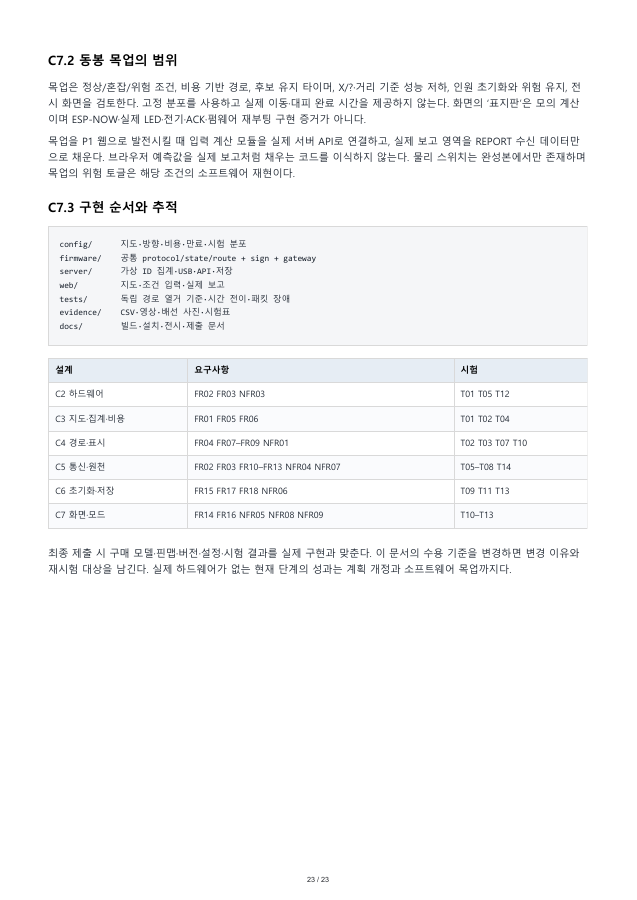 C7.2 동봉 목업의 범위
목업은 정상/혼잡/위험 조건, 비용 기반 경로, 후보 유지 타이머, X/?·거리 기준 성능 저하, 인원 초기화와 위험 유지, 전
시 화면을 검토한다. 고정 분포를 사용하고 실제 이동·대피 완료 시간을 제공하지 않는다. 화면의 '표지판'은 모의 계산
이며 ESP-NOW·실제 LED·전기·ACK·펌웨어 재부팅 구현 증거가 아니다.
목업을 P1 웹으로 발전시킬 때 입력 계산 모듈을 실제 서버 API로 연결하고, 실제 보고 영역을 REPORT 수신 데이터만
으로 채운다. 브라우저 예측값을 실제 보고처럼 채우는 코드를 이식하지 않는다. 물리 스위치는 완성본에서만 존재하며
목업의 위험 토글은 해당 조건의 소프트웨어 재현이다.
C7.3 구현 순서와 추적
config/ 지도·방향·비용·만료·시험 분포
firmware/ 공통 protocol/state/route + sign + gateway
server/ 가상 ID 집계·USB·API·저장
web/ 지도·조건 입력·실제 보고
tests/ 독립 경로 열거 기준·시간 전이·패킷 장애
evidence/ CSV·영상·배선 사진·시험표
docs/ 빌드·설치·전시·제출 문서
설계 요구사항 시험
C2 하드웨어 FR02 FR03 NFR03 T01 T05 T12
C3 지도·집계·비용 FR01 FR05 FR06 T01 T02 T04
C4 경로·표시 FR04 FR07–FR09 NFR01 T02 T03 T07 T10
C5 통신·원전 FR02 FR03 FR10–FR13 NFR04 NFR07 T05–T08 T14
C6 초기화·저장 FR15 FR17 FR18 NFR06 T09 T11 T13
C7 화면·모드 FR14 FR16 NFR05 NFR08 NFR09 T10–T13
최종 제출 시 구매 모델·핀맵·버전·설정·시험 결과를 실제 구현과 맞춘다. 이 문서의 수용 기준을 변경하면 변경 이유와
재시험 대상을 남긴다. 실제 하드웨어가 없는 현재 단계의 성과는 계획 개정과 소프트웨어 목업까지다.
23 / 23